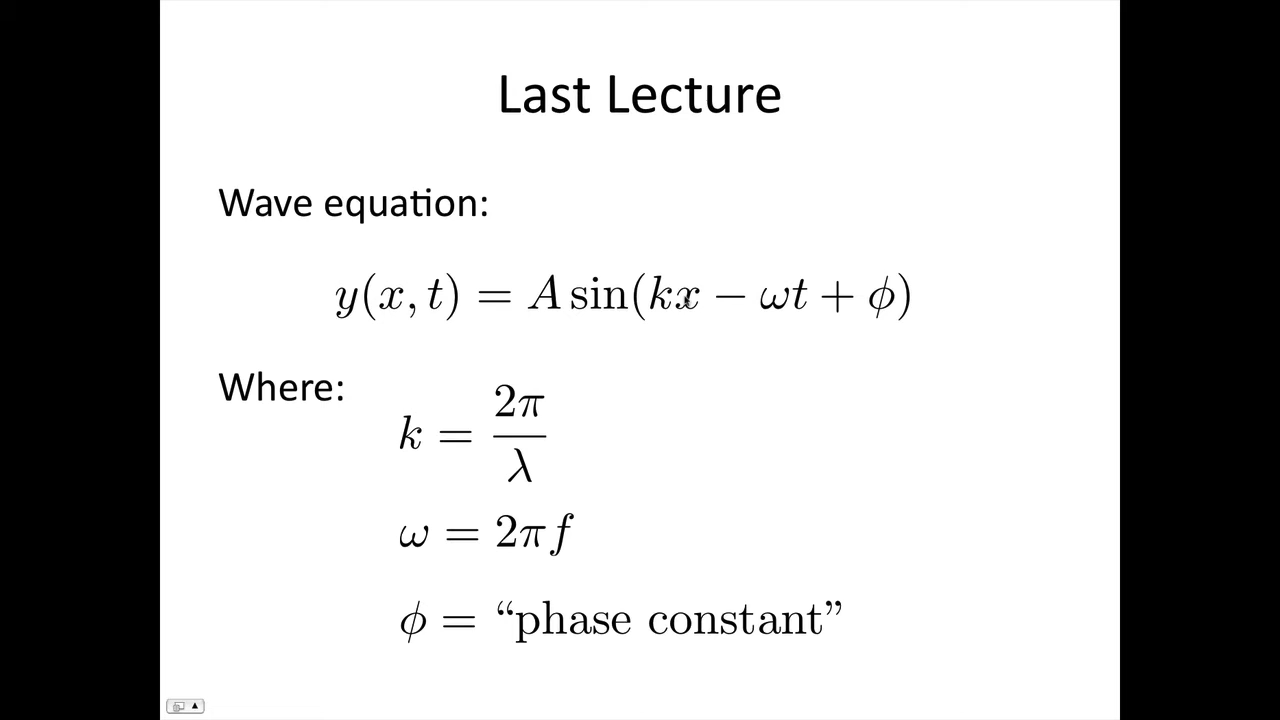 Last Lecture
Wave equation:
y(x, t) = A sin(kx − ωt + ϕ)
Where:
k = 2π/λ
ω = 2πf
ϕ = “phase constant”